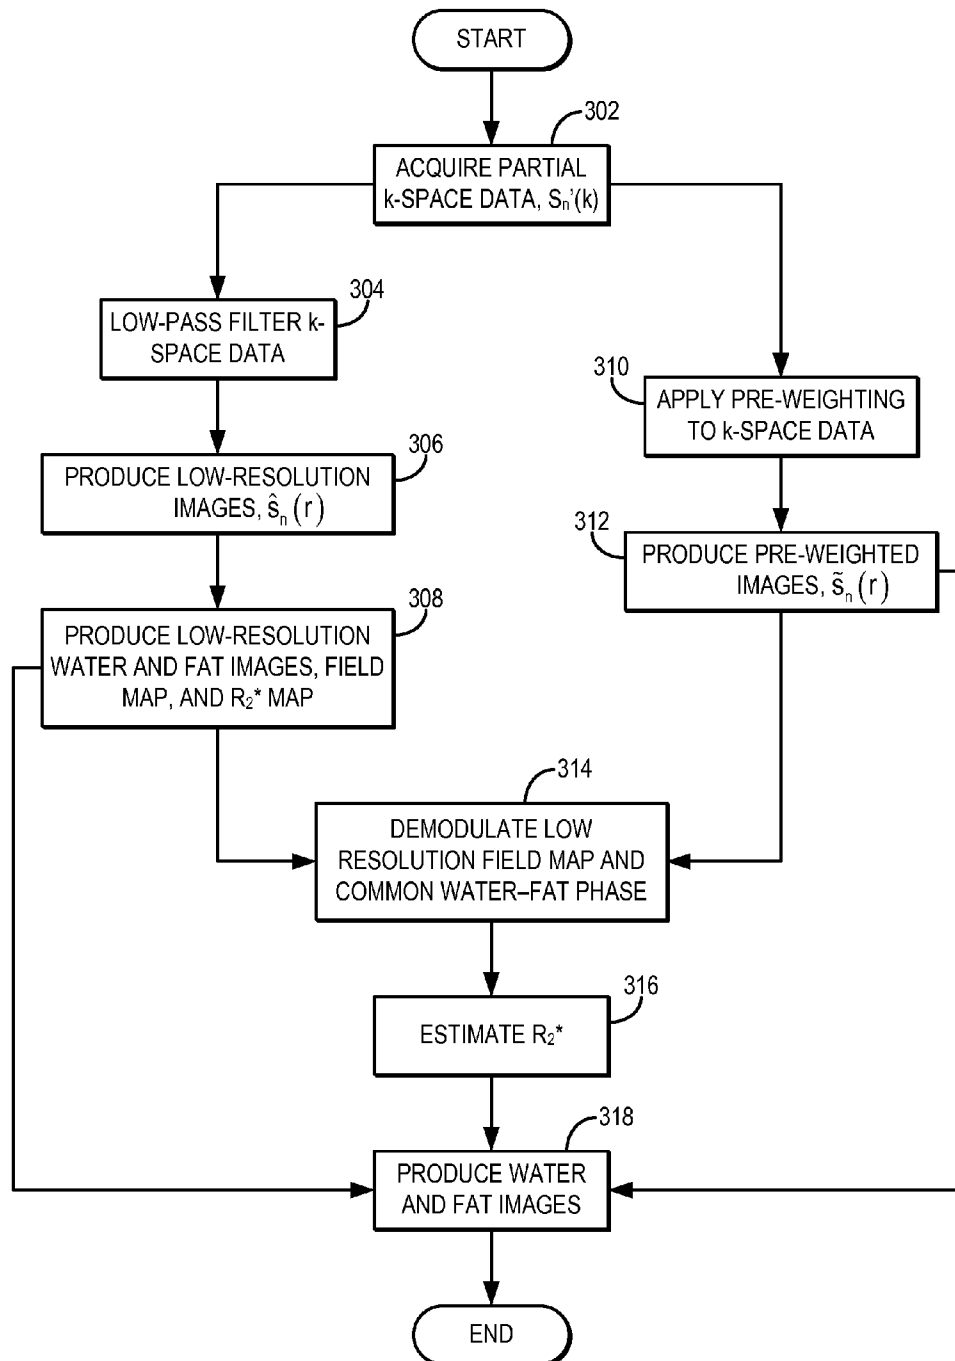 START
302
ACQUIRE PARTIAL
k-SPACE DATA, Sₙ'(k)
304
LOW-PASS FILTER k-
SPACE DATA
310
APPLY PRE-WEIGHTING
TO k-SPACE DATA
306
PRODUCE LOW-RESOLUTION
IMAGES, ŝₙ(r)
312
PRODUCE PRE-WEIGHTED
IMAGES, s̃ₙ(r)
308
PRODUCE LOW-RESOLUTION
WATER AND FAT IMAGES, FIELD
MAP, AND R₂* MAP
314
DEMODULATE LOW
RESOLUTION FIELD MAP AND
COMMON WATER–FAT PHASE
316
ESTIMATE R₂*
318
PRODUCE WATER
AND FAT IMAGES
END